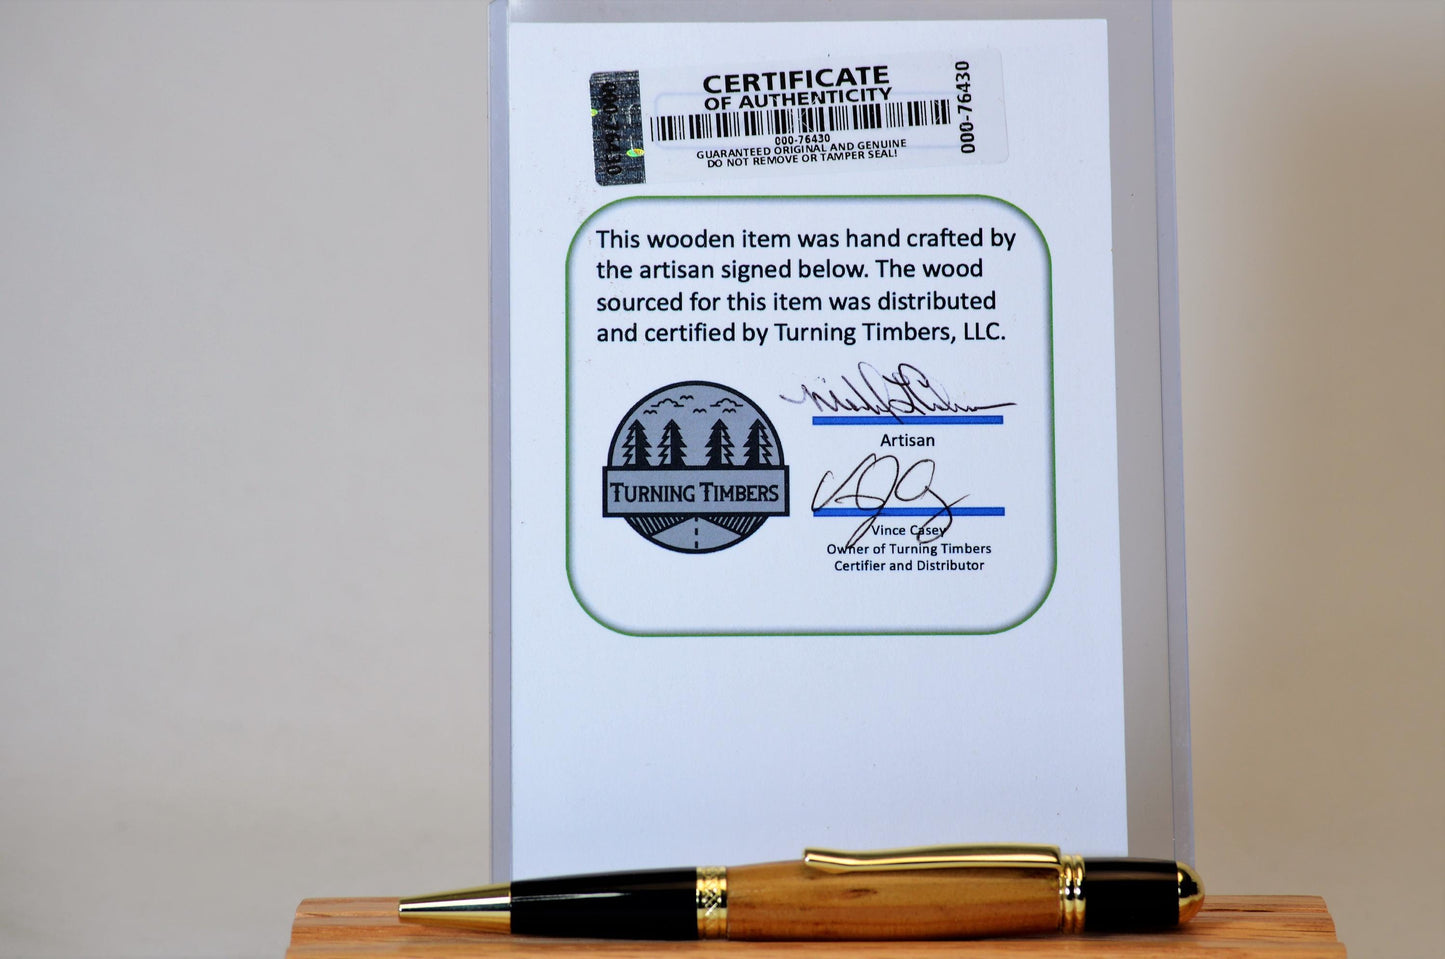 CERTIFICATE
OF AUTHENTICITY
000-76430
000-76430
000-76430
GUARANTEED ORIGINAL AND GENUINE
DO NOT REMOVE OR TAMPER SEAL!
This wooden item was hand crafted by
the artisan signed below. The wood
sourced for this item was distributed
and certified by Turning Timbers, LLC.
TURNING TIMBERS
Artisan
Vince Casey
Owner of Turning Timbers
Certifier and Distributor